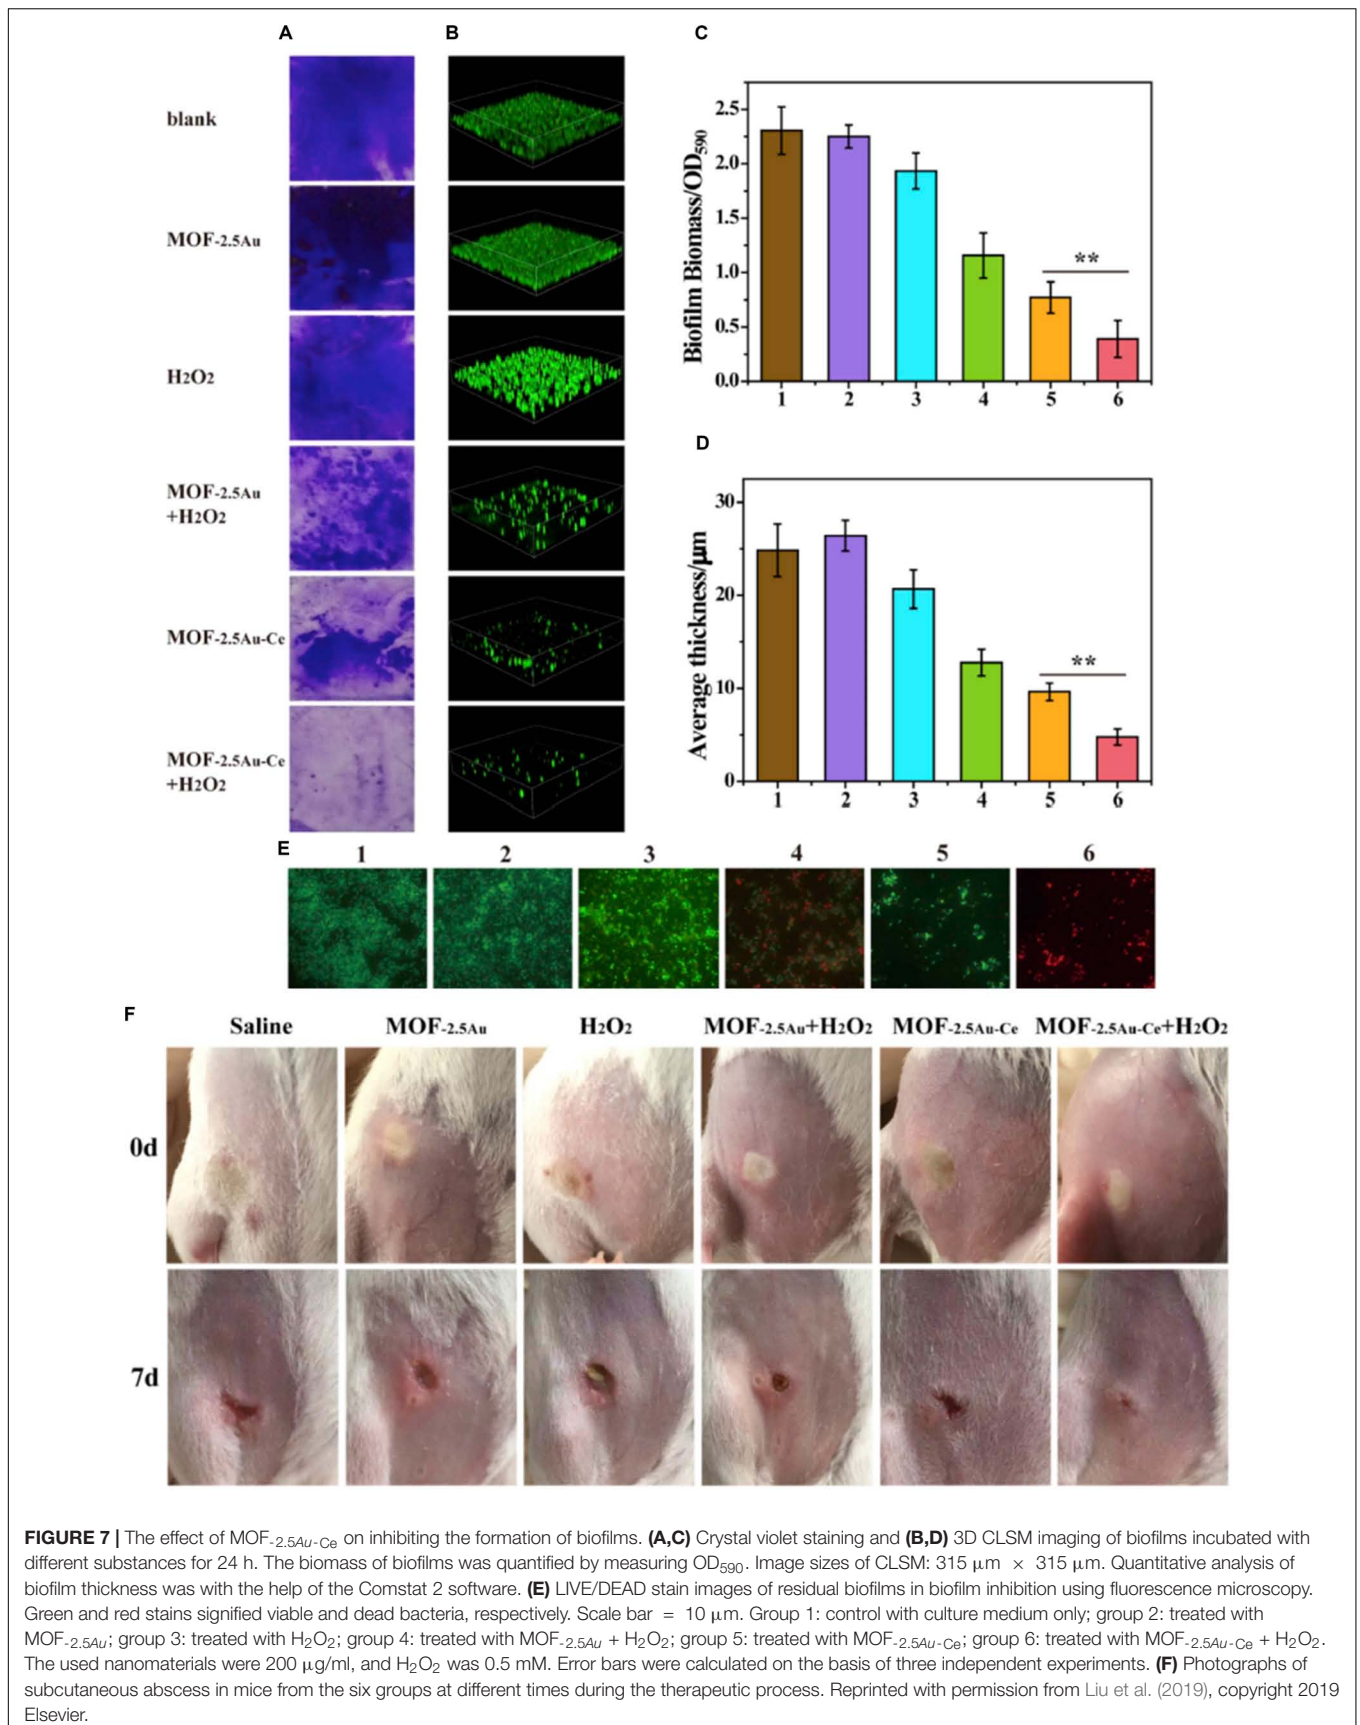 A
B
C
blank
MOF-2.5Au
H2O2
MOF-2.5Au
+H2O2
MOF-2.5Au-Ce
MOF-2.5Au-Ce
+H2O2
Biofilm Biomass/OD590
2.5
2.0
1.5
1.0
0.5
0.0
**
1 2 3 4 5 6
D
Average thickness/μm
30
20
10
0
**
1 2 3 4 5 6
E
1 2 3 4 5 6
F
Saline MOF-2.5Au H2O2 MOF-2.5Au+H2O2 MOF-2.5Au-Ce MOF-2.5Au-Ce+H2O2
0d
7d
FIGURE 7 | The effect of MOF-2.5Au-Ce on inhibiting the formation of biofilms. (A,C) Crystal violet staining and (B,D) 3D CLSM imaging of biofilms incubated with
different substances for 24 h. The biomass of biofilms was quantified by measuring OD590. Image sizes of CLSM: 315 μm × 315 μm. Quantitative analysis of
biofilm thickness was with the help of the Comstat 2 software. (E) LIVE/DEAD stain images of residual biofilms in biofilm inhibition using fluorescence microscopy.
Green and red stains signified viable and dead bacteria, respectively. Scale bar = 10 μm. Group 1: control with culture medium only; group 2: treated with
MOF-2.5Au; group 3: treated with H2O2; group 4: treated with MOF-2.5Au + H2O2; group 5: treated with MOF-2.5Au-Ce; group 6: treated with MOF-2.5Au-Ce + H2O2.
The used nanomaterials were 200 μg/ml, and H2O2 was 0.5 mM. Error bars were calculated on the basis of three independent experiments. (F) Photographs of
subcutaneous abscess in mice from the six groups at different times during the therapeutic process. Reprinted with permission from Liu et al. (2019), copyright 2019
Elsevier.